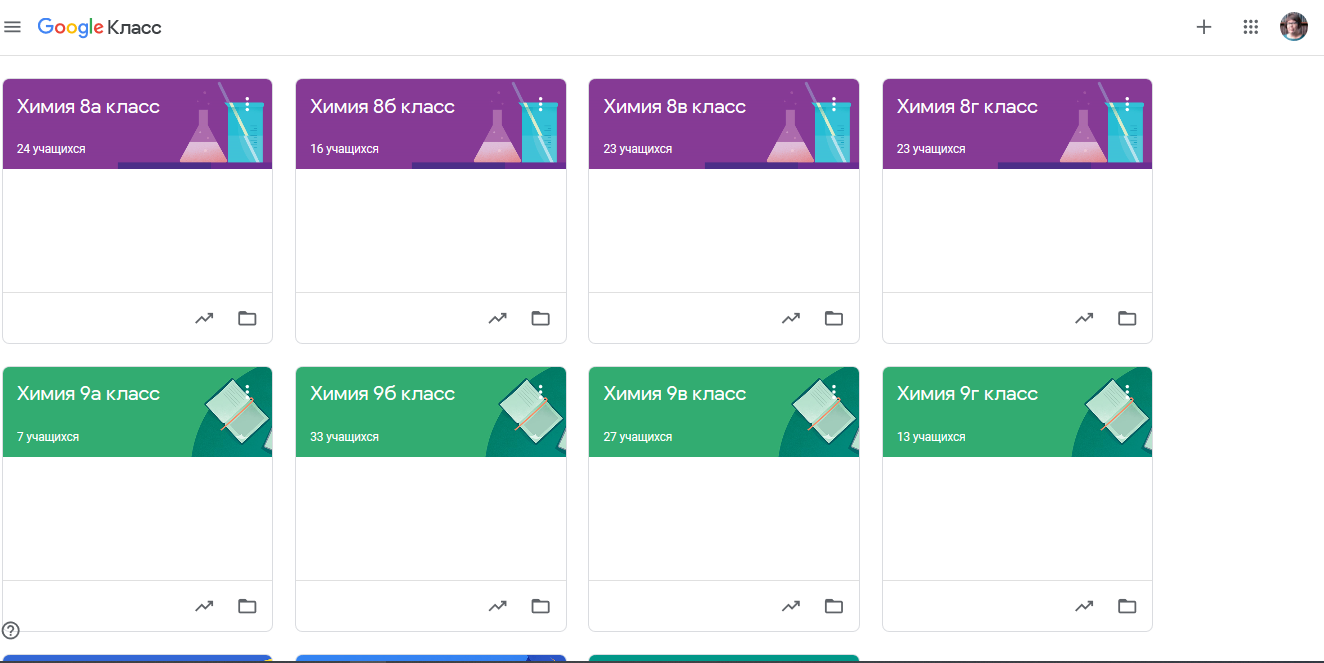 Google Класс
Химия 8а класс
24 учащихся
Химия 8б класс
16 учащихся
Химия 8в класс
23 учащихся
Химия 8г класс
23 учащихся
Химия 9а класс
7 учащихся
Химия 9б класс
33 учащихся
Химия 9в класс
27 учащихся
Химия 9г класс
13 учащихся